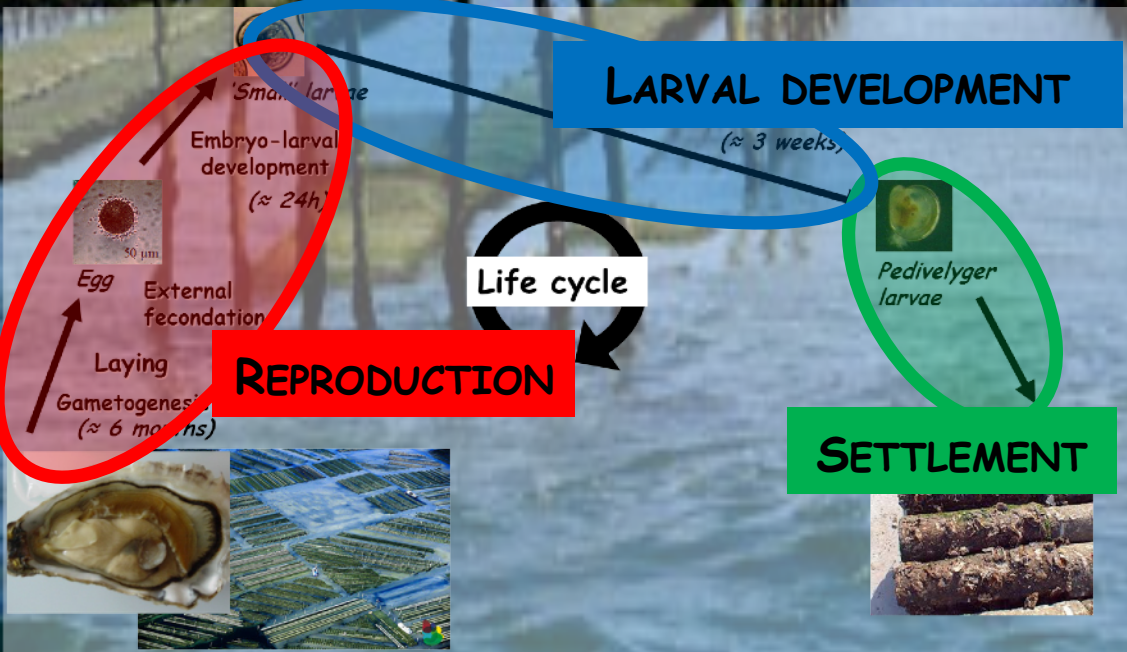 LARVAL DEVELOPMENT
"Small" larvae
(≈ 3 weeks)
Embryo-larval
development
(≈ 24h)
50 µm
Egg
External
fecondation
Life cycle
Pedivelyger
larvae
Laying
REPRODUCTION
Gametogenesis
(≈ 6 months)
SETTLEMENT